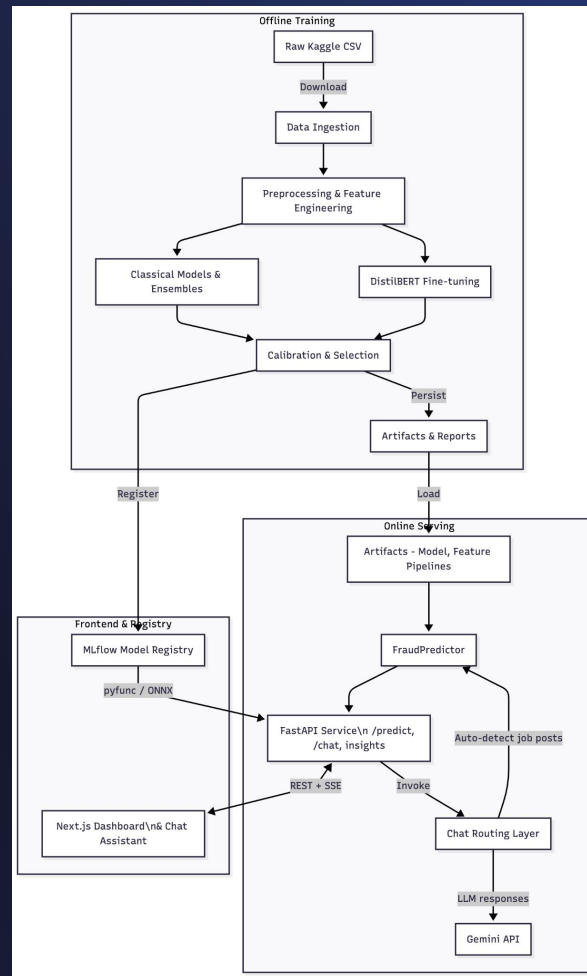 Offline Training
Raw Kaggle CSV
Download
Data Ingestion
Preprocessing & Feature
Engineering
Classical Models &
Ensembles
DistilBERT Fine-tuning
Calibration & Selection
Persist
Artifacts & Reports
Register
Load
Online Serving
Artifacts - Model, Feature
Pipelines
Frontend & Registry
MLflow Model Registry
FraudPredictor
pyfunc / ONNX
FastAPI Service\n /predict,
/chat, insights
Auto-detect job posts
REST + SSE
Invoke
Next.js Dashboard\n& Chat
Assistant
Chat Routing Layer
LLM responses
Gemini API